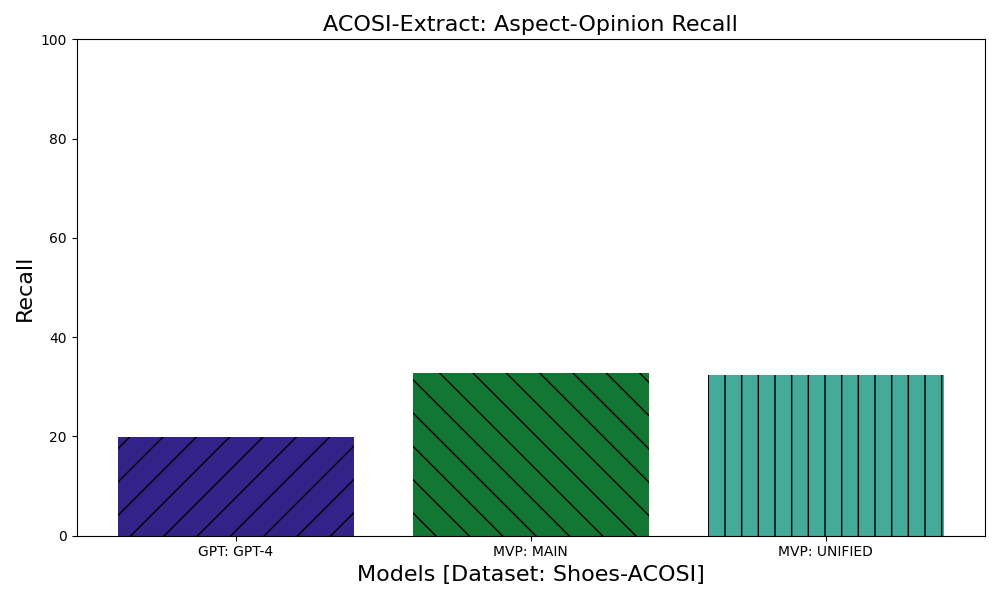 ACOSI-Extract: Aspect-Opinion Recall
100
80
60
40
20
0
Recall
GPT: GPT-4
MVP: MAIN
MVP: UNIFIED
Models [Dataset: Shoes-ACOSI]